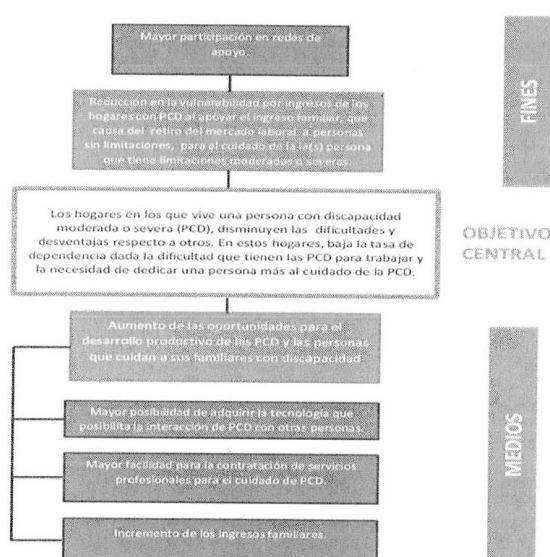 Mayor participación en redes de
apoyo.
Reducción en la vulnerabilidad por ingresos de los
hogares con PCD al apoyar el ingreso familiar, que
causa del retiro del mercado laboral a personas
sin limitaciones, para el cuidado de la la(s) persona
que tiene limitaciones moderadas o severas.
FINES
Los hogares en los que vive una persona con discapacidad
moderada o severa (PCD), disminuyen las dificultades y
desventajas respecto a otros. En estos hogares, baja la tasa de
dependencia dada la dificultad que tienen las PCD para trabajar y
la necesidad de dedicar una persona más al cuidado de la PCD.
OBJETIVO
CENTRAL
Aumento de las oportunidades para el
desarrollo productivo de las PCD y las personas
que cuidan a sus familiares con discapacidad
Mayor posibilidad de adquirir la tecnología que
posibilita la interacción de PCD con otras personas.
Mayor facilidad para la contratación de servicios
profesionales para el cuidado de PCD.
Incremento de los ingresos familiares.
MEDIOS